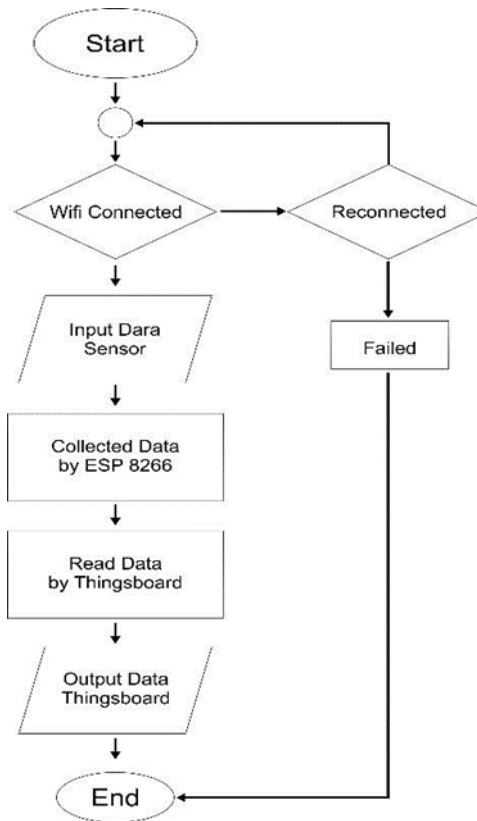 Start
Wifi Connected
Reconnected
Input Dara
Sensor
Failed
Collected Data
by ESP 8266
Read Data
by Thingsboard
Output Data
Thingsboard
End